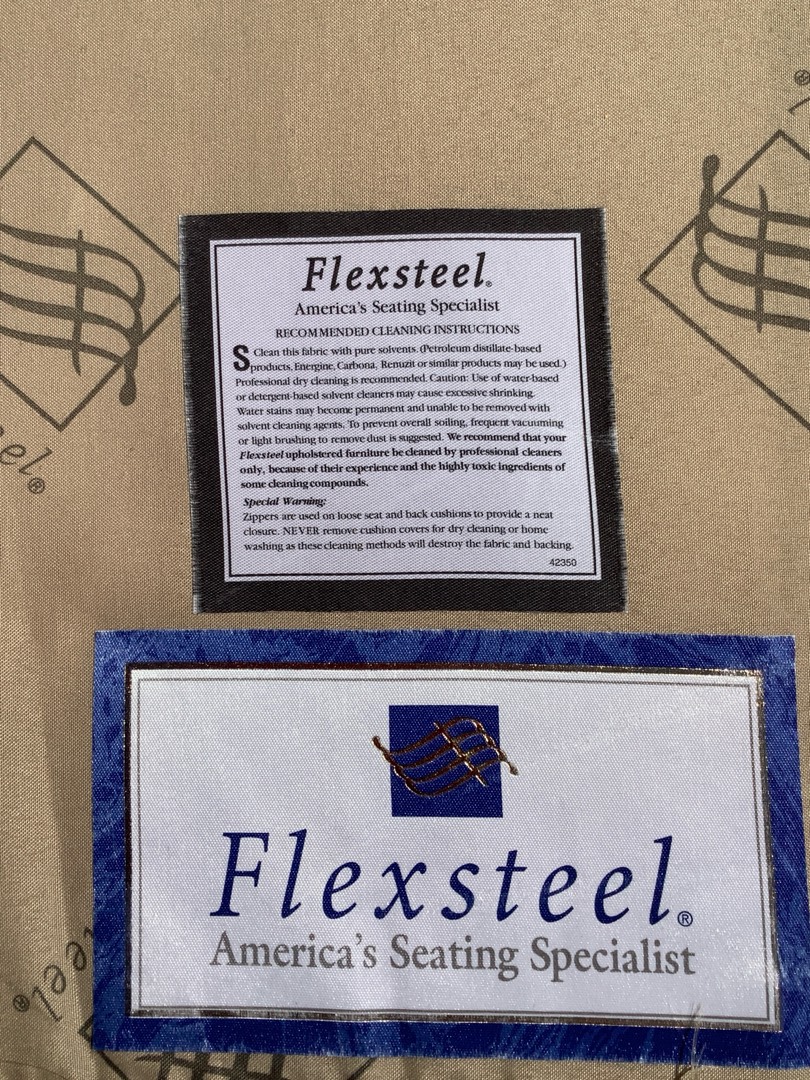 ®
Flexsteel®
America's Seating Specialist
RECOMMENDED CLEANING INSTRUCTIONS
S Clean this fabric with pure solvents. (Petroleum distillate-based
products, Energine, Carbona, Renuzit or similar products may be used.)
Professional dry cleaning is recommended. Caution: Use of water-based
or detergent-based solvent cleaners may cause excessive shrinking.
Water stains may become permanent and unable to be removed with
solvent cleaning agents. To prevent overall soiling, frequent vacuuming
or light brushing to remove dust is suggested. We recommend that your
Flexsteel upholstered furniture be cleaned by professional cleaners
only, because of their experience and the highly toxic ingredients of
some cleaning compounds.
Special Warning:
Zippers are used on loose seat and back cushions to provide a neat
closure. NEVER remove cushion covers for dry cleaning or home
washing as these cleaning methods will destroy the fabric and backing.
42350
el®
Flexsteel®
America's Seating Specialist
eel®